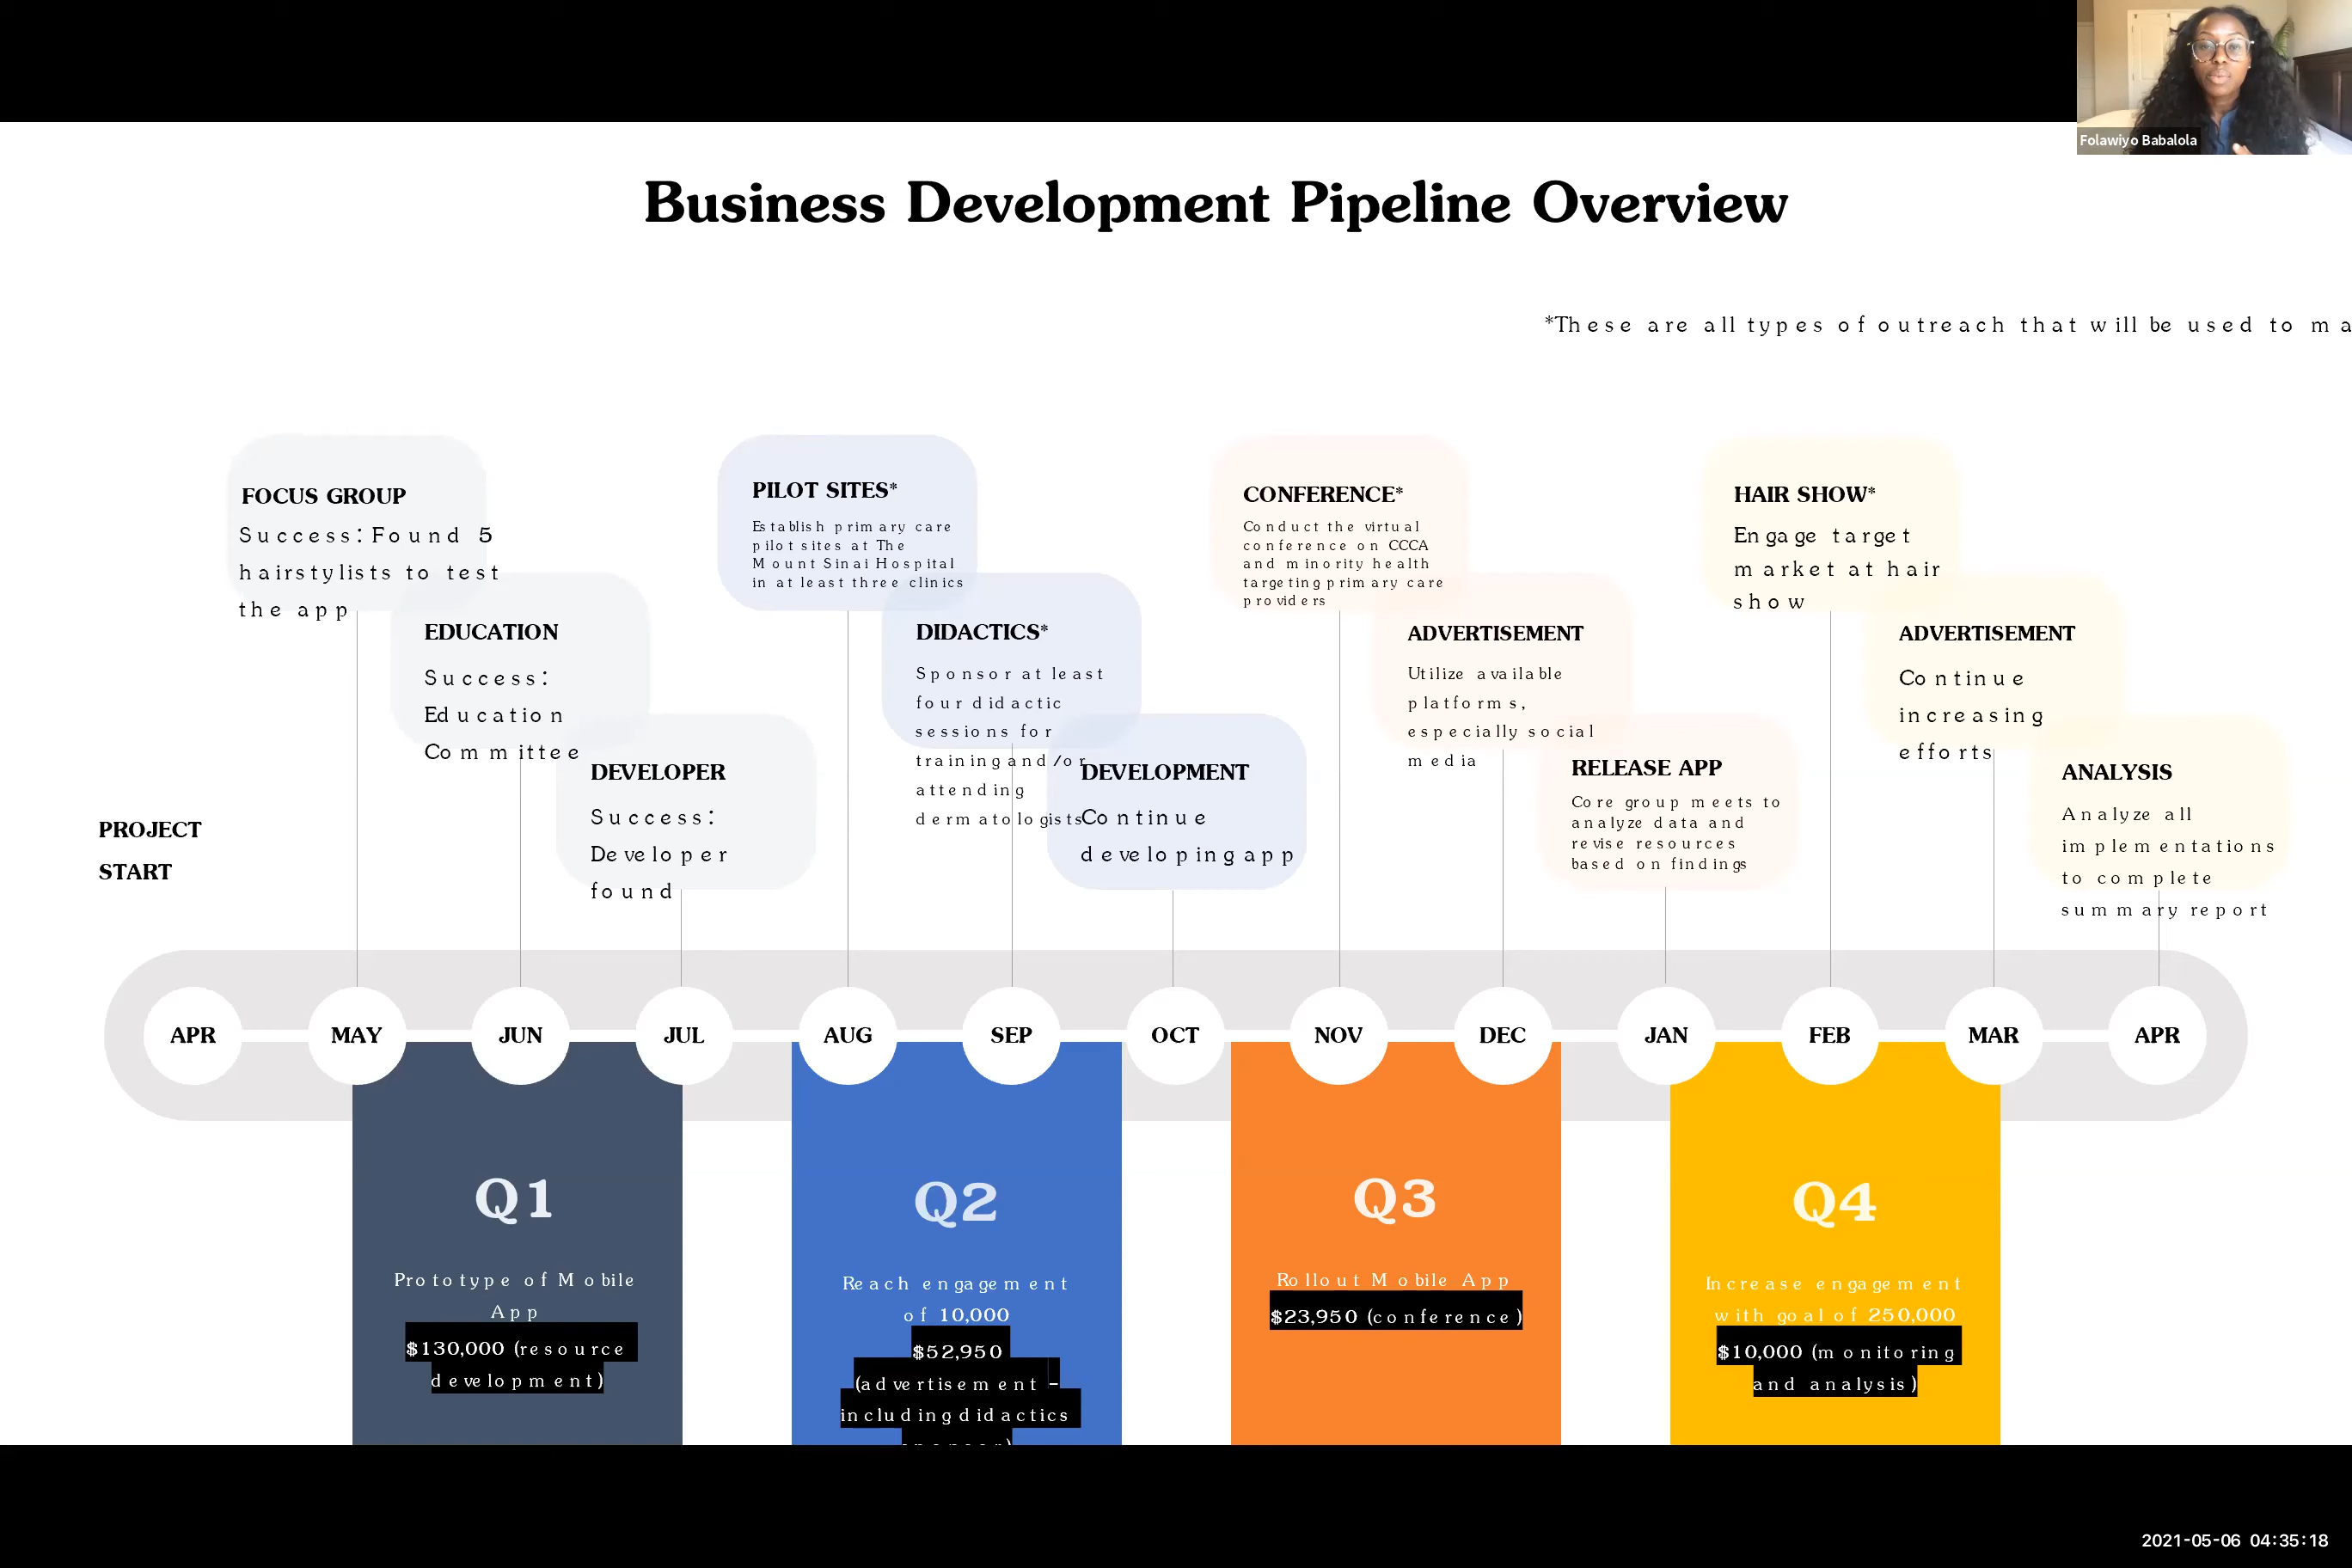 Folawiyo Babalola
Business Development Pipeline Overview
*These are all types of outreach that will be used to ma
FOCUS GROUP
Success: Found 5
hairstylists to test
the app
EDUCATION
Success:
Education
Committee
DEVELOPER
Success:
Developer
found
PILOT SITES*
Establish primary care
pilot sites at The
Mount Sinai Hospital
in at least three clinics
DIDACTICS*
Sponsor at least
four didactic
sessions for
training and/or
attending
dermatologists
DEVELOPMENT
Continue
developing app
CONFERENCE*
Conduct the virtual
conference on CCCA
and minority health
targeting primary care
providers
ADVERTISEMENT
Utilize available
platforms,
especially social
media
RELEASE APP
Core group meets to
analyze data and
revise resources
based on findings
HAIR SHOW*
Engage target
market at hair
show
ADVERTISEMENT
Continue
increasing
efforts
ANALYSIS
Analyze all
implementations
to complete
summary report
PROJECT
START
APR MAY JUN JUL AUG SEP OCT NOV DEC JAN FEB MAR APR
Q1
Prototype of Mobile
App
$130,000 (resource
development)
Q2
Reach engagement
of 10,000
$52,950
(advertisement –
including didactics
Q3
Rollout Mobile App
$23,950 (conference)
Q4
Increase engagement
with goal of 250,000
$10,000 (monitoring
and analysis)
2021-05-06 04:35:18